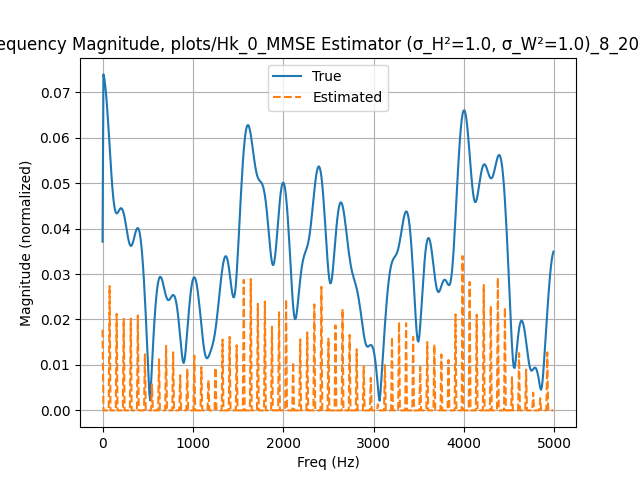 equency Magnitude, plots/Hk_0_MMSE Estimator (σ_H²=1.0, σ_W²=1.0)_8_20
True
Estimated
Magnitude (normalized)
0.07
0.06
0.05
0.04
0.03
0.02
0.01
0.00
0
1000
2000
3000
4000
5000
Freq (Hz)